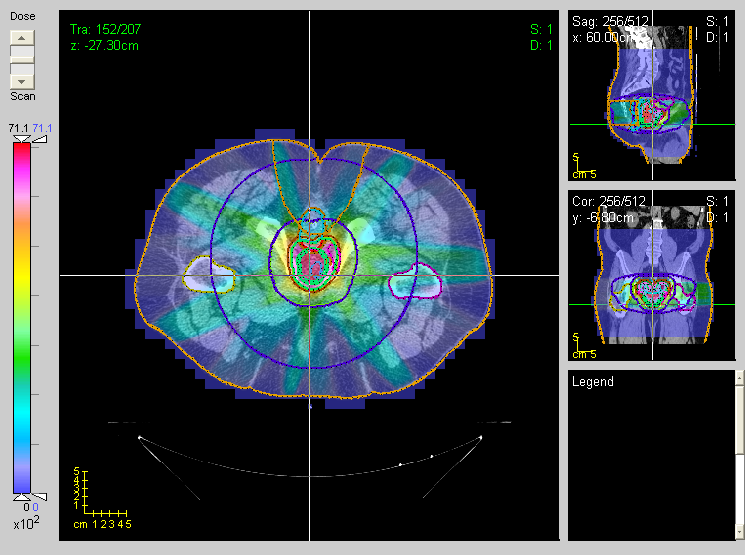 Dose
Scan
71.1 71.1
0 0
x10²
Tra: 152/207
z: -27.30cm
S: 1
D: 1
5
4
3
2
1
cm 1 2 3 4 5
Sag: 256/512
x: 60.00cm
S: 1
D: 1
5
cm 5
Cor: 256/512
y: -6.80cm
S: 1
D: 1
5
cm 5
Legend